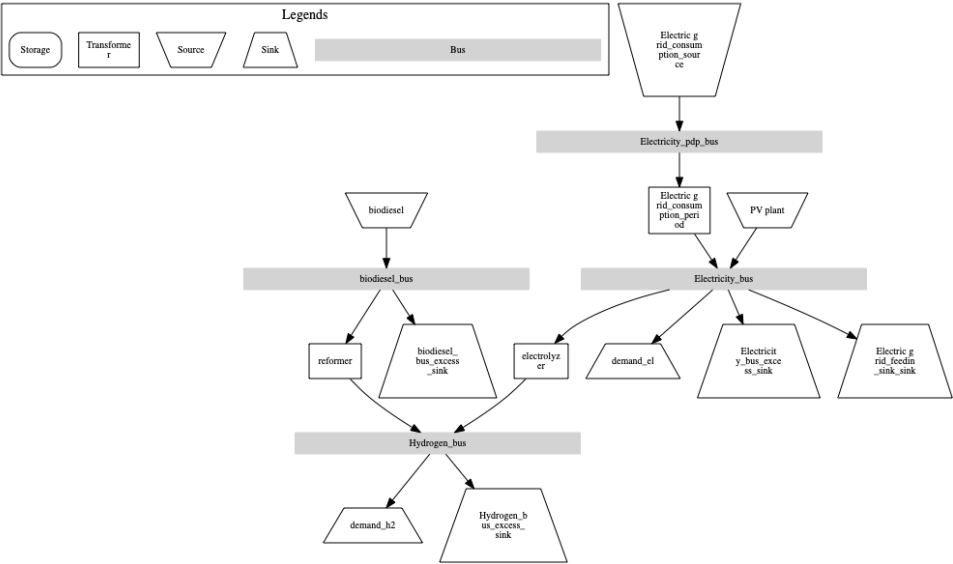 Legends
Storage
Transforme
r
Source
Sink
Bus
Electric g
rid_consum
ption_sour
ce
Electricity_pdp_bus
Electric g
rid_consum
ption_peri
od
PV plant
biodiesel
biodiesel_bus
Electricity_bus
reformer
biodiesel_
bus_excess
_sink
electrolyz
er
demand_el
Electricit
y_bus_exce
ss_sink
Electric g
rid_feedin
_sink_sink
Hydrogen_bus
demand_h2
Hydrogen_b
us_excess_
sink